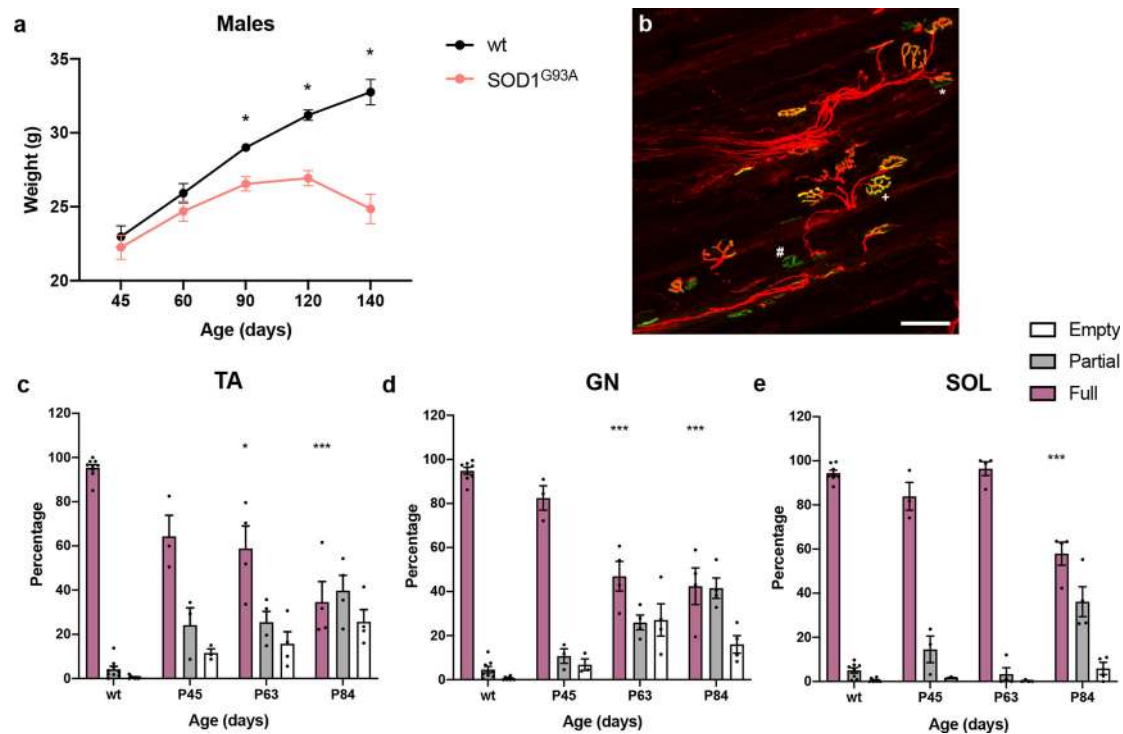 a
Males
wt
SOD1^G93A
Weight (g)
35
30
25
20
45 60 90 120 140
Age (days)
* * *
b
*
+
#
Empty
Partial
Full
c
TA
Percentage
120
100
80
60
40
20
0
* ***
wt P45 P63 P84
Age (days)
d
GN
Percentage
120
100
80
60
40
20
0
*** ***
wt P45 P63 P84
Age (days)
e
SOL
Percentage
120
100
80
60
40
20
0
***
wt P45 P63 P84
Age (days)